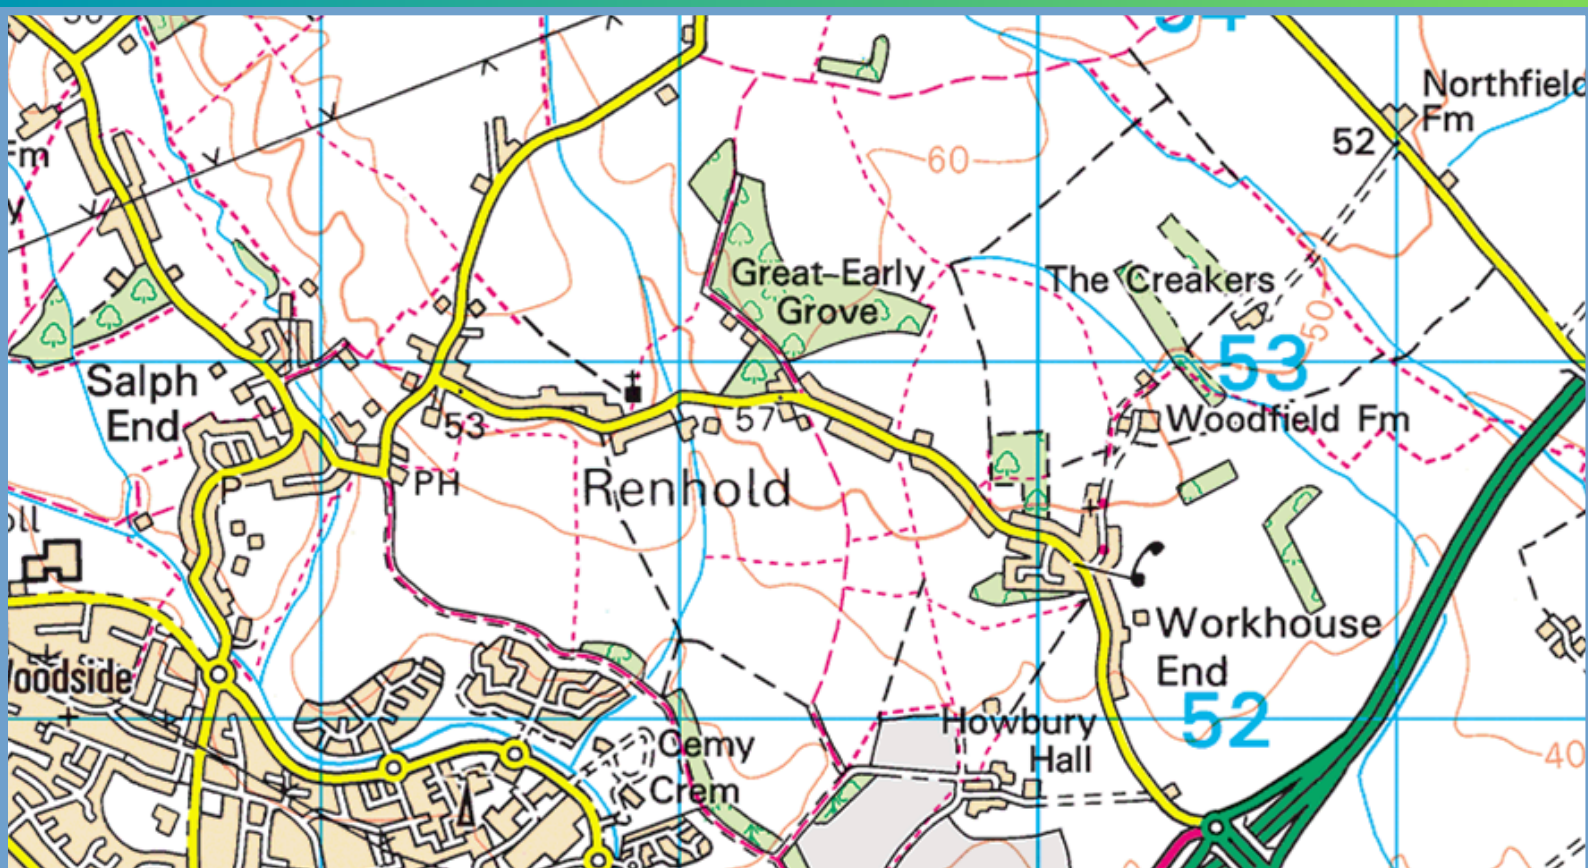 54
Northfield
Fm
52
60
Fm
Great Early
Grove
The Creakers
50
53
Salph
End
53
57
Woodfield Fm
P
PH
Renhold
Workhouse
End
52
Howbury
Hall
Cemy
Crem
40